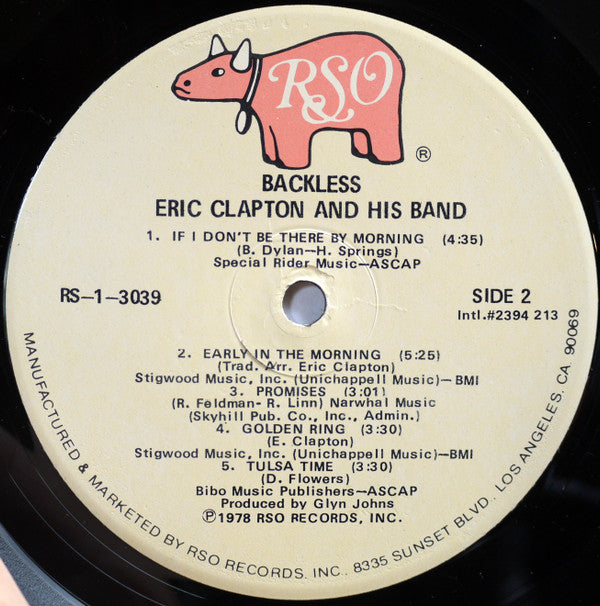 RSO
®
BACKLESS
ERIC CLAPTON AND HIS BAND
1. IF I DON'T BE THERE BY MORNING (4:35)
(B. Dylan—H. Springs)
Special Rider Music—ASCAP
RS—1—3039
SIDE 2
Intl.#2394 213
2. EARLY IN THE MORNING (5:25)
(Trad. Arr. Eric Clapton)
Stigwood Music, Inc. (Unichappell Music)—BMI
3. PROMISES (3:01)
(R. Feldman- R. Linn) Narwhal Music
(Skyhill Pub. Co., Inc., Admin.)
4. GOLDEN RING (3:30)
(E. Clapton)
Stigwood Music, Inc. (Unichappell Music)—BMI
5. TULSA TIME (3:30)
(D. Flowers)
Bibo Music Publishers—ASCAP
Produced by Glyn Johns
℗1978 RSO RECORDS, INC.
MANUFACTURED & MARKETED BY RSO RECORDS, INC., 8335 SUNSET BLVD., LOS ANGELES, CA. 90069